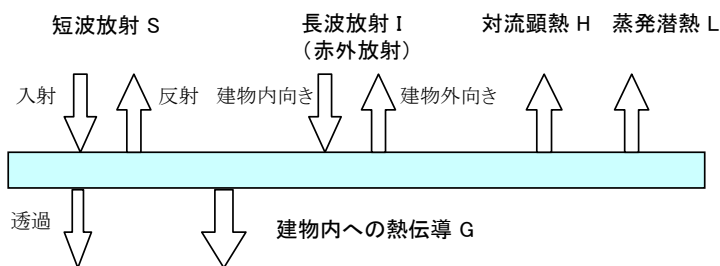 短波放射 S
長波放射 I
(赤外放射)
対流顕熱 H
蒸発潜熱 L
入射
反射
建物内向き
建物外向き
透過
建物内への熱伝導 G